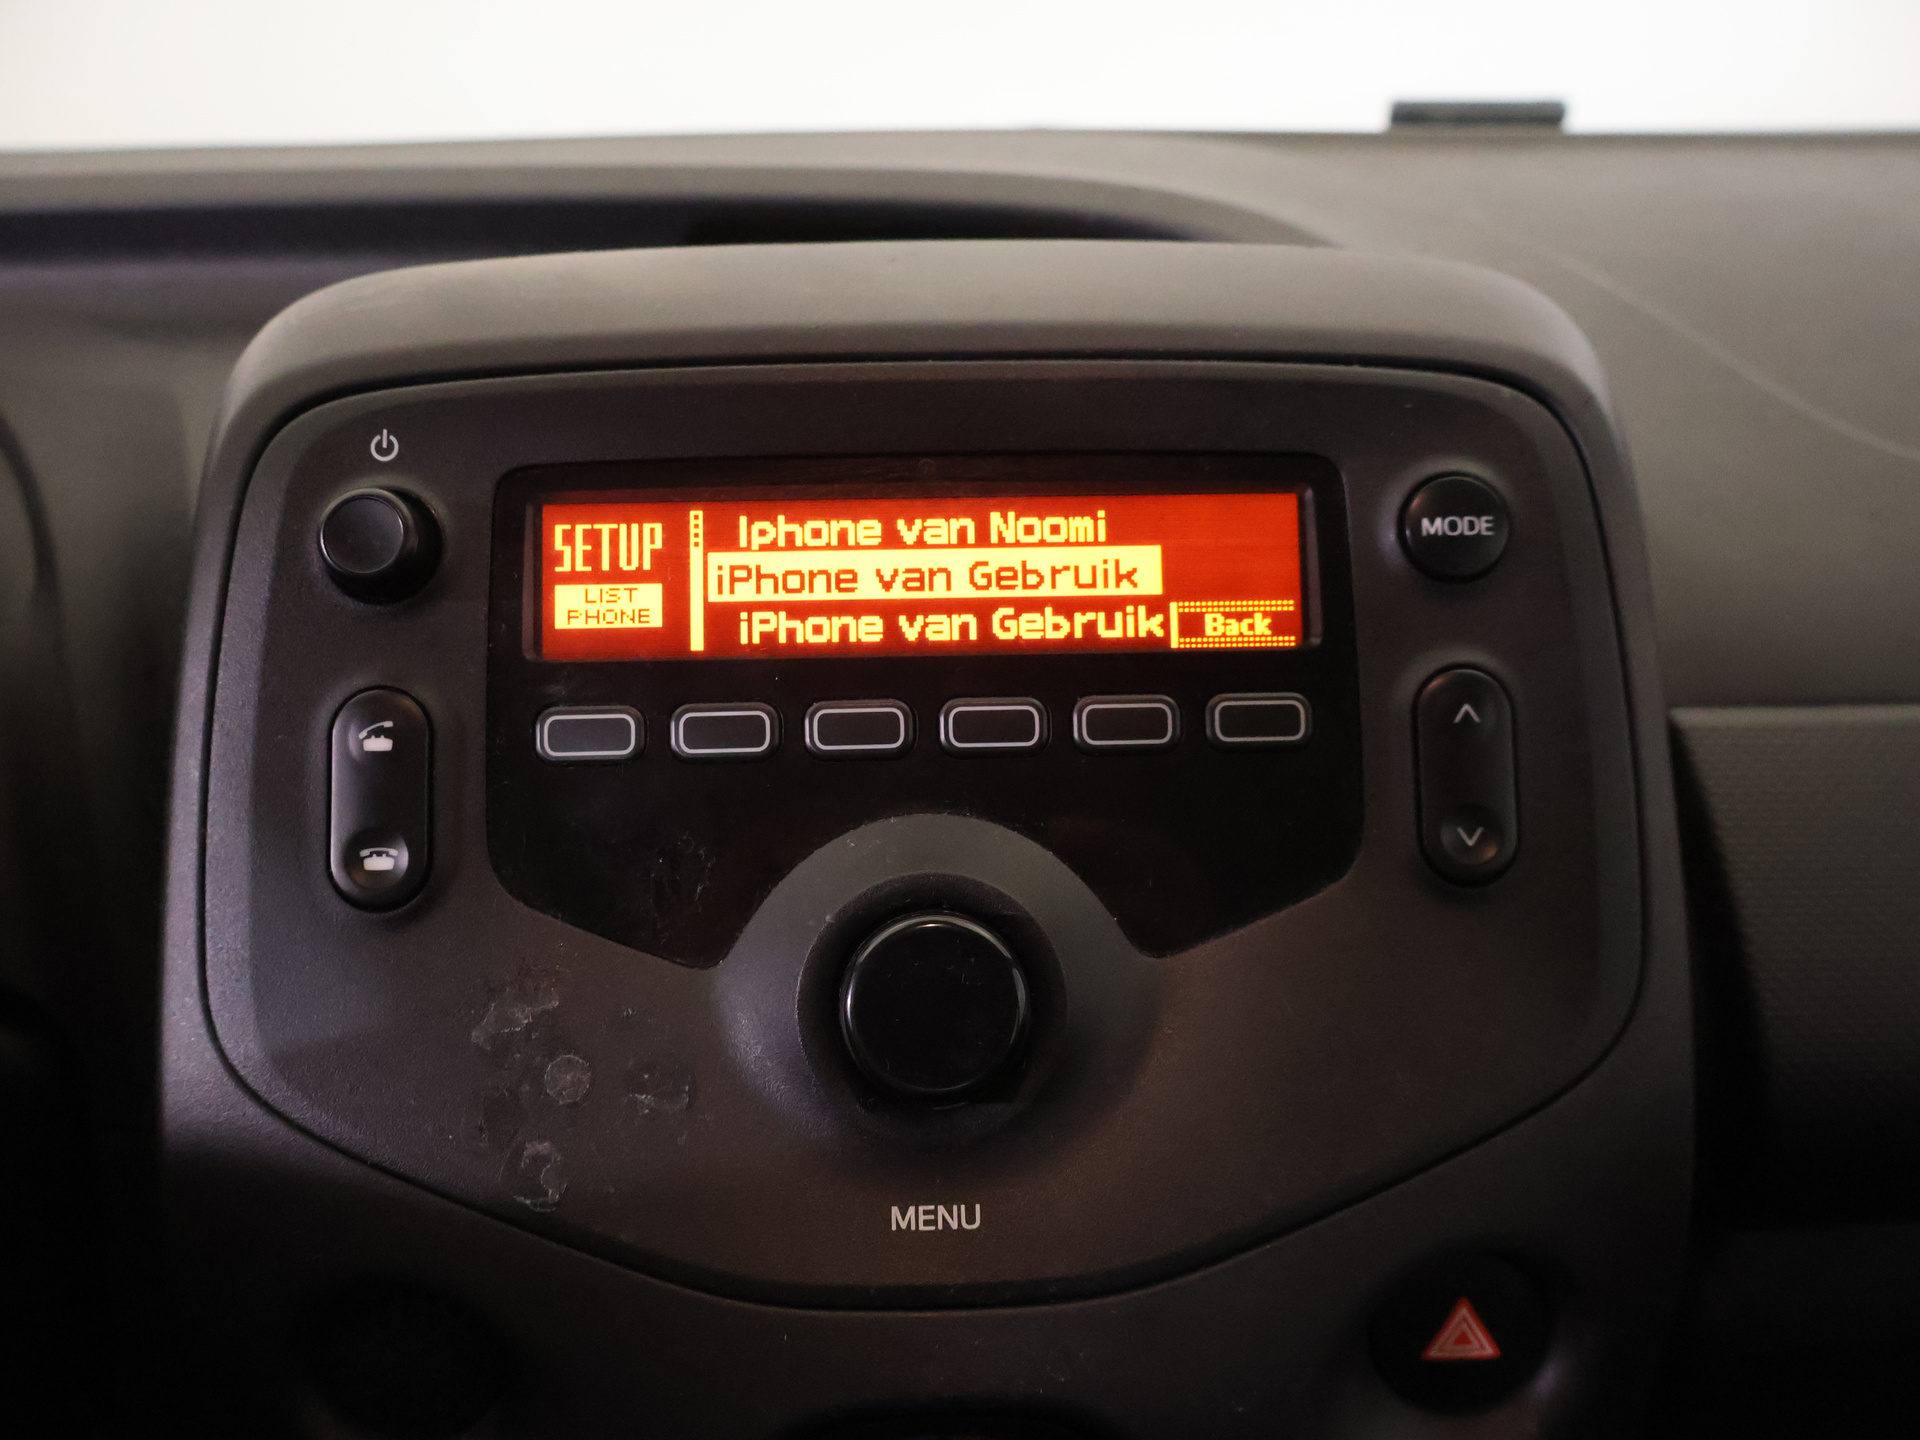 SETUP
LIST
PHONE
Iphone van Noomi
iPhone van Gebruik
iPhone van Gebruik
Back
MODE
MENU